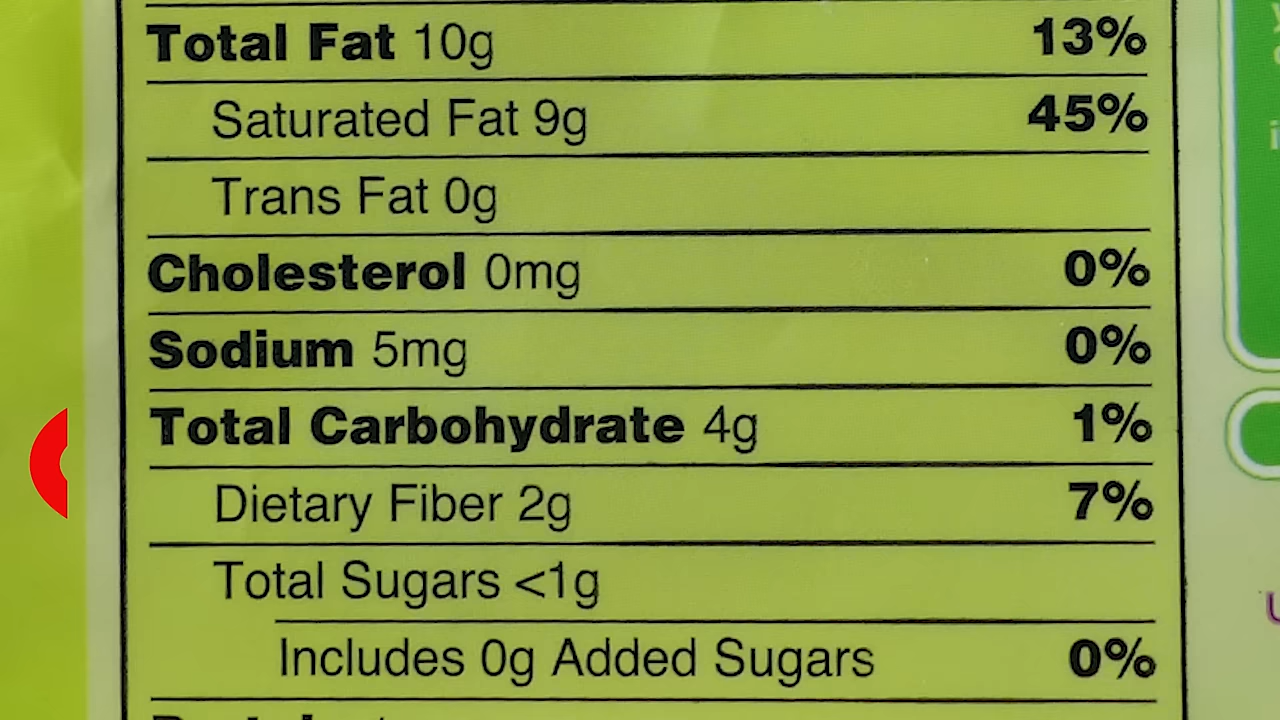 Total Fat 10g 13%
Saturated Fat 9g 45%
Trans Fat 0g
Cholesterol 0mg 0%
Sodium 5mg 0%
Total Carbohydrate 4g 1%
Dietary Fiber 2g 7%
Total Sugars <1g
Includes 0g Added Sugars 0%